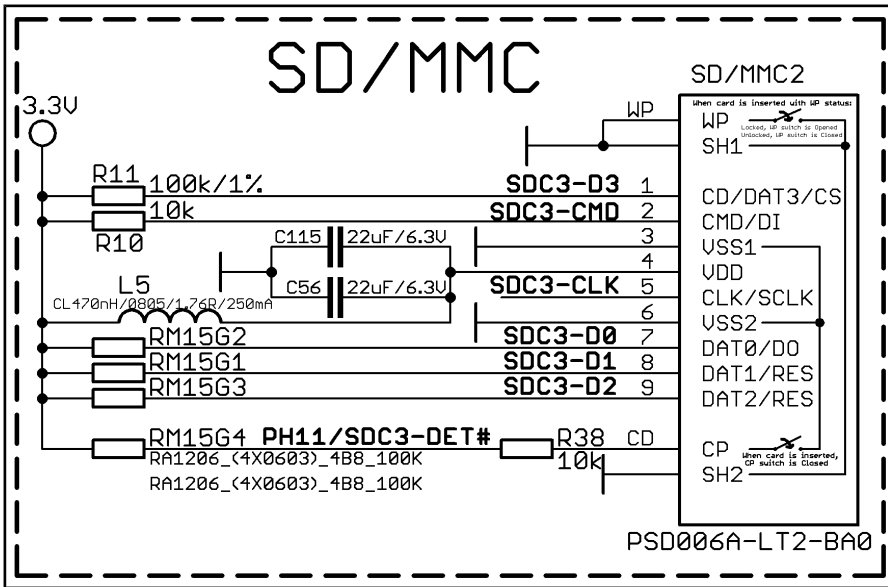 SD/MMC
SD/MMC2
3.3V
WP
When card is inserted with WP status:
WP
Locked, WP switch is Opened
Unlocked, WP switch is Closed
SH1
R11 100k/1%
SDC3-D3 1 CD/DAT3/CS
10k
R10
SDC3-CMD 2 CMD/DI
C115 22uF/6.3V
3 VSS1
4 VDD
L5
C56 22uF/6.3V
SDC3-CLK 5 CLK/SCLK
CL470nH/0805/1,76R/250mA
6 VSS2
RM15G2 SDC3-D0 7 DAT0/DO
RM15G1 SDC3-D1 8 DAT1/RES
RM15G3 SDC3-D2 9 DAT2/RES
RM15G4 PH11/SDC3-DET# R38 CD CP
10k
When card is inserted,
CP switch is Closed
RA1206_(4X0603)_4B8_100K
RA1206_(4X0603)_4B8_100K
SH2
PSD006A-LT2-BA0